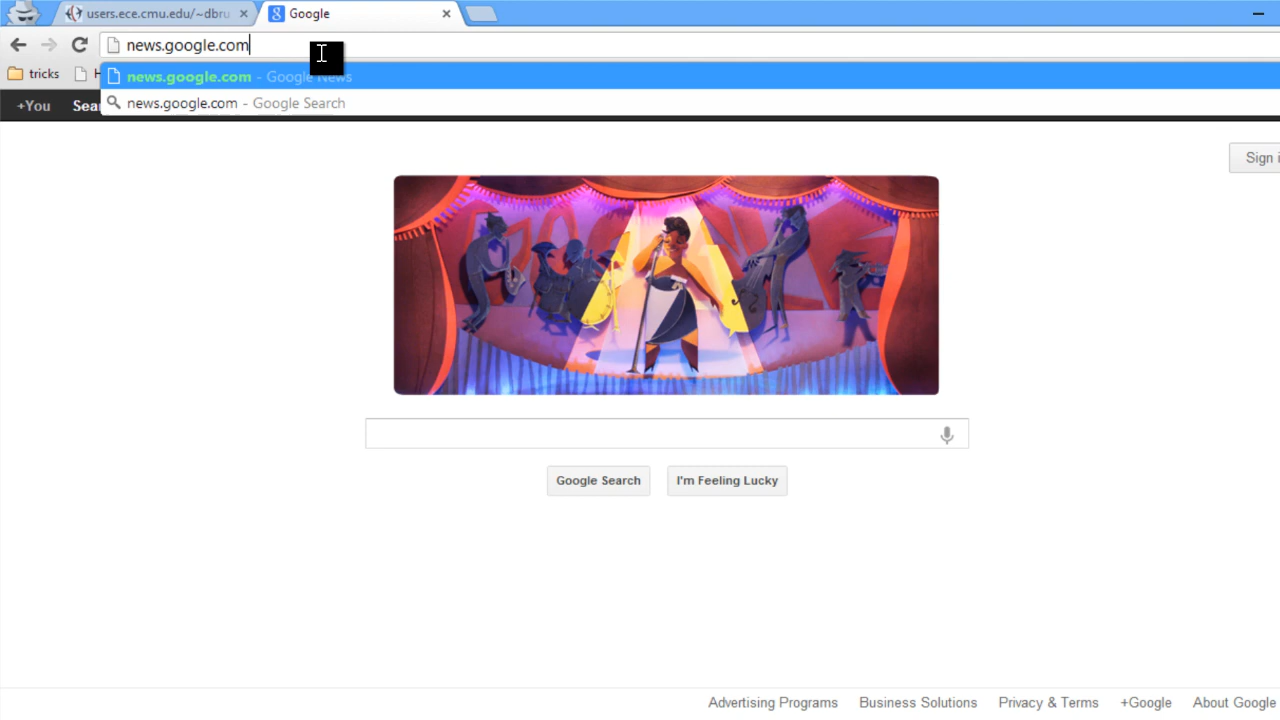 users.ece.cmu.edu/~dbru
Google
news.google.com
tricks
news.google.com - Google News
news.google.com - Google Search
+You
Sign i
Google Search
I'm Feeling Lucky
Advertising Programs
Business Solutions
Privacy & Terms
+Google
About Google